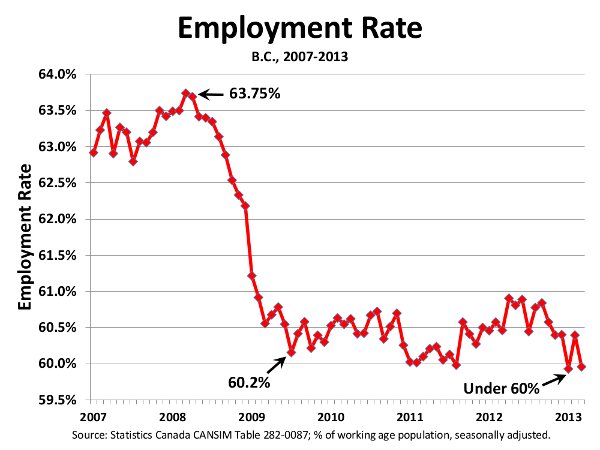 Employment Rate
B.C., 2007-2013
64.0%
63.5%
63.0%
62.5%
62.0%
61.5%
61.0%
60.5%
60.0%
59.5%
Employment Rate
63.75%
60.2%
Under 60%
2007 2008 2009 2010 2011 2012 2013
Source: Statistics Canada CANSIM Table 282-0087; % of working age population, seasonally adjusted.